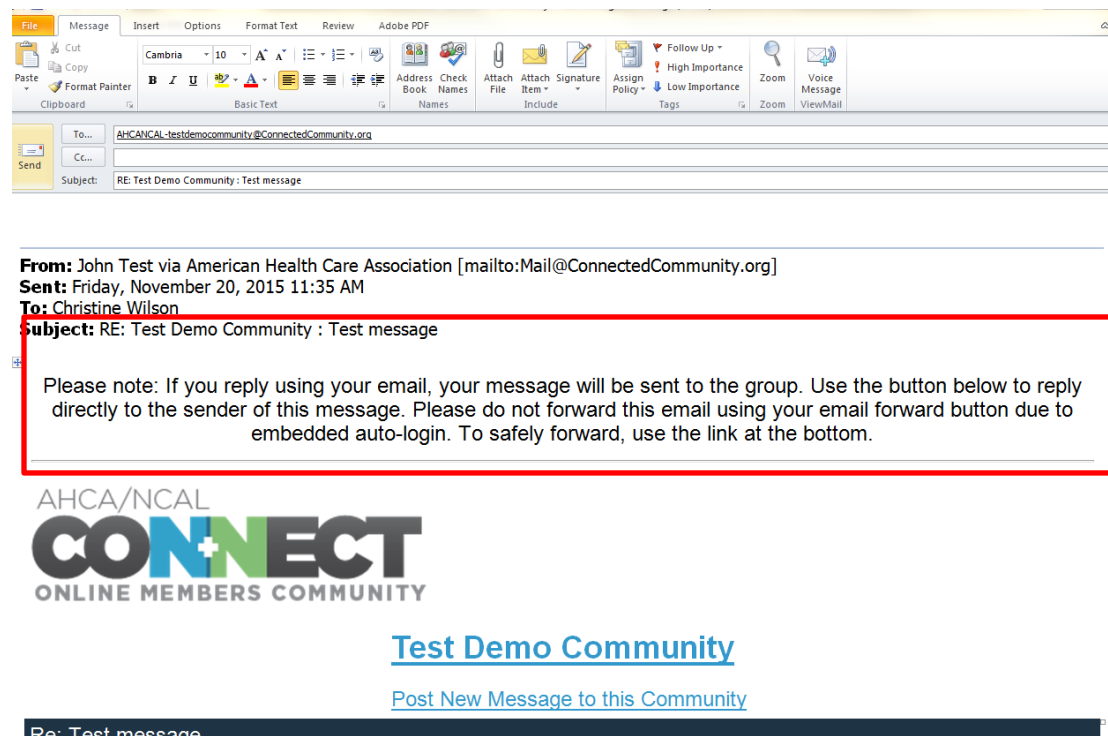 File Message Insert Options Format Text Review Adobe PDF
Cut
Copy
Format Painter
Paste
Clipboard
Cambria 10
B I U
Basic Text
Address Book
Check Names
Names
Attach File
Attach Item
Signature
Include
Assign Policy
Follow Up
High Importance
Low Importance
Tags
Zoom
Zoom
Voice Message
ViewMail
Send
To... AHCANCAL-testdemocommunity@ConnectedCommunity.org
Cc...
Subject: RE: Test Demo Community : Test message
From: John Test via American Health Care Association [mailto:Mail@ConnectedCommunity.org]
Sent: Friday, November 20, 2015 11:35 AM
To: Christine Wilson
Subject: RE: Test Demo Community : Test message
Please note: If you reply using your email, your message will be sent to the group. Use the button below to reply
directly to the sender of this message. Please do not forward this email using your email forward button due to
embedded auto-login. To safely forward, use the link at the bottom.
AHCA/NCAL
CONNECT
ONLINE MEMBERS COMMUNITY
Test Demo Community
Post New Message to this Community
Re: Test message